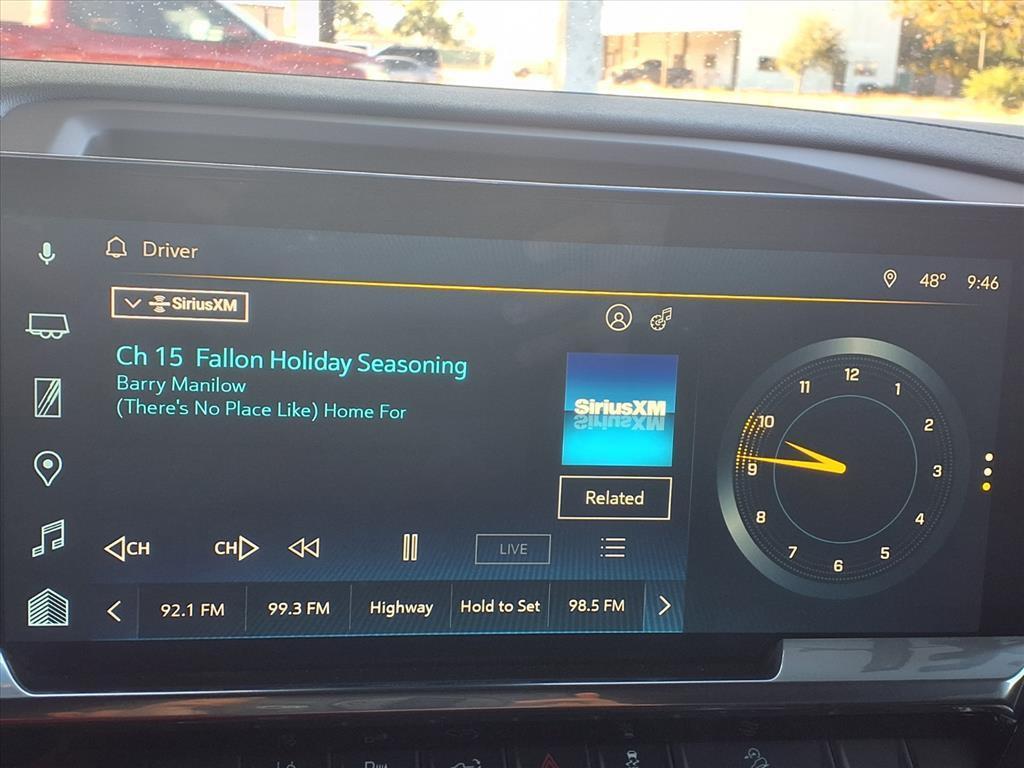 Driver
48° 9:46
SiriusXM
Ch 15 Fallon Holiday Seasoning
Barry Manilow
(There's No Place Like) Home For
SiriusXM
Related
CH
CH
LIVE
92.1 FM
99.3 FM
Highway
Hold to Set
98.5 FM
12
1
2
3
4
5
6
7
8
9
10
11